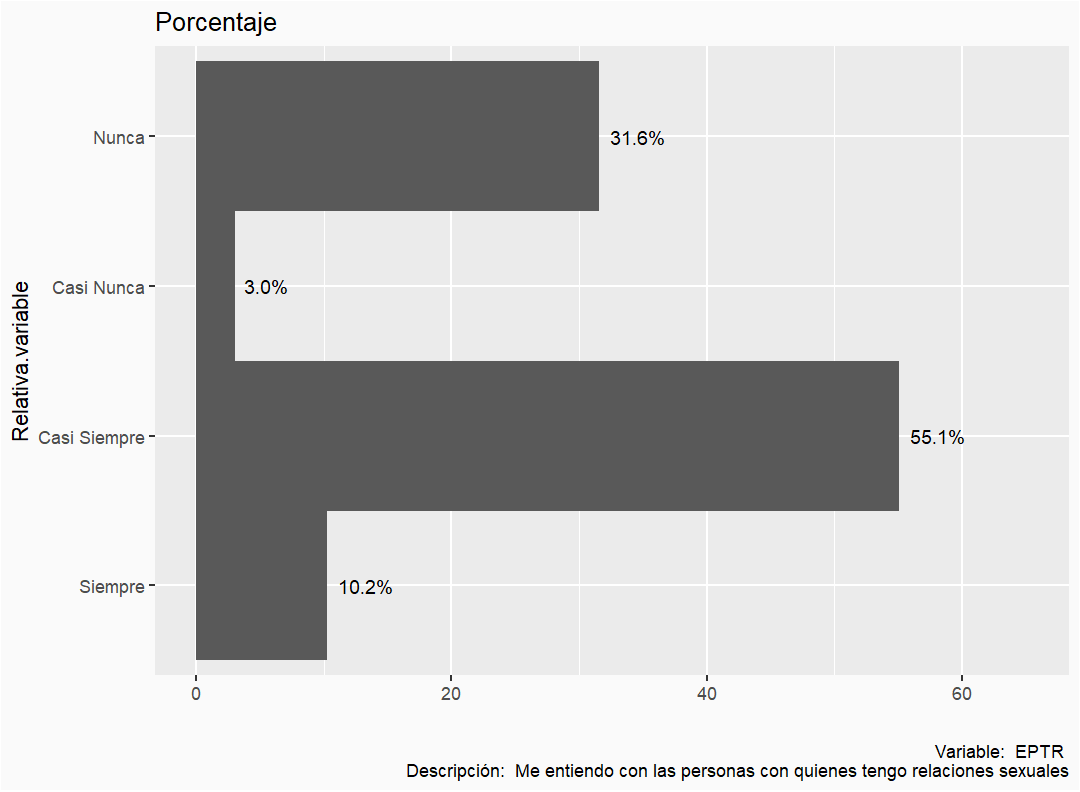 Porcentaje
Relativa.variable
Nunca
31.6%
Casi Nunca
3.0%
Casi Siempre
55.1%
Siempre
10.2%
0 20 40 60
Variable: EPTR
Descripción: Me entiendo con las personas con quienes tengo relaciones sexuales